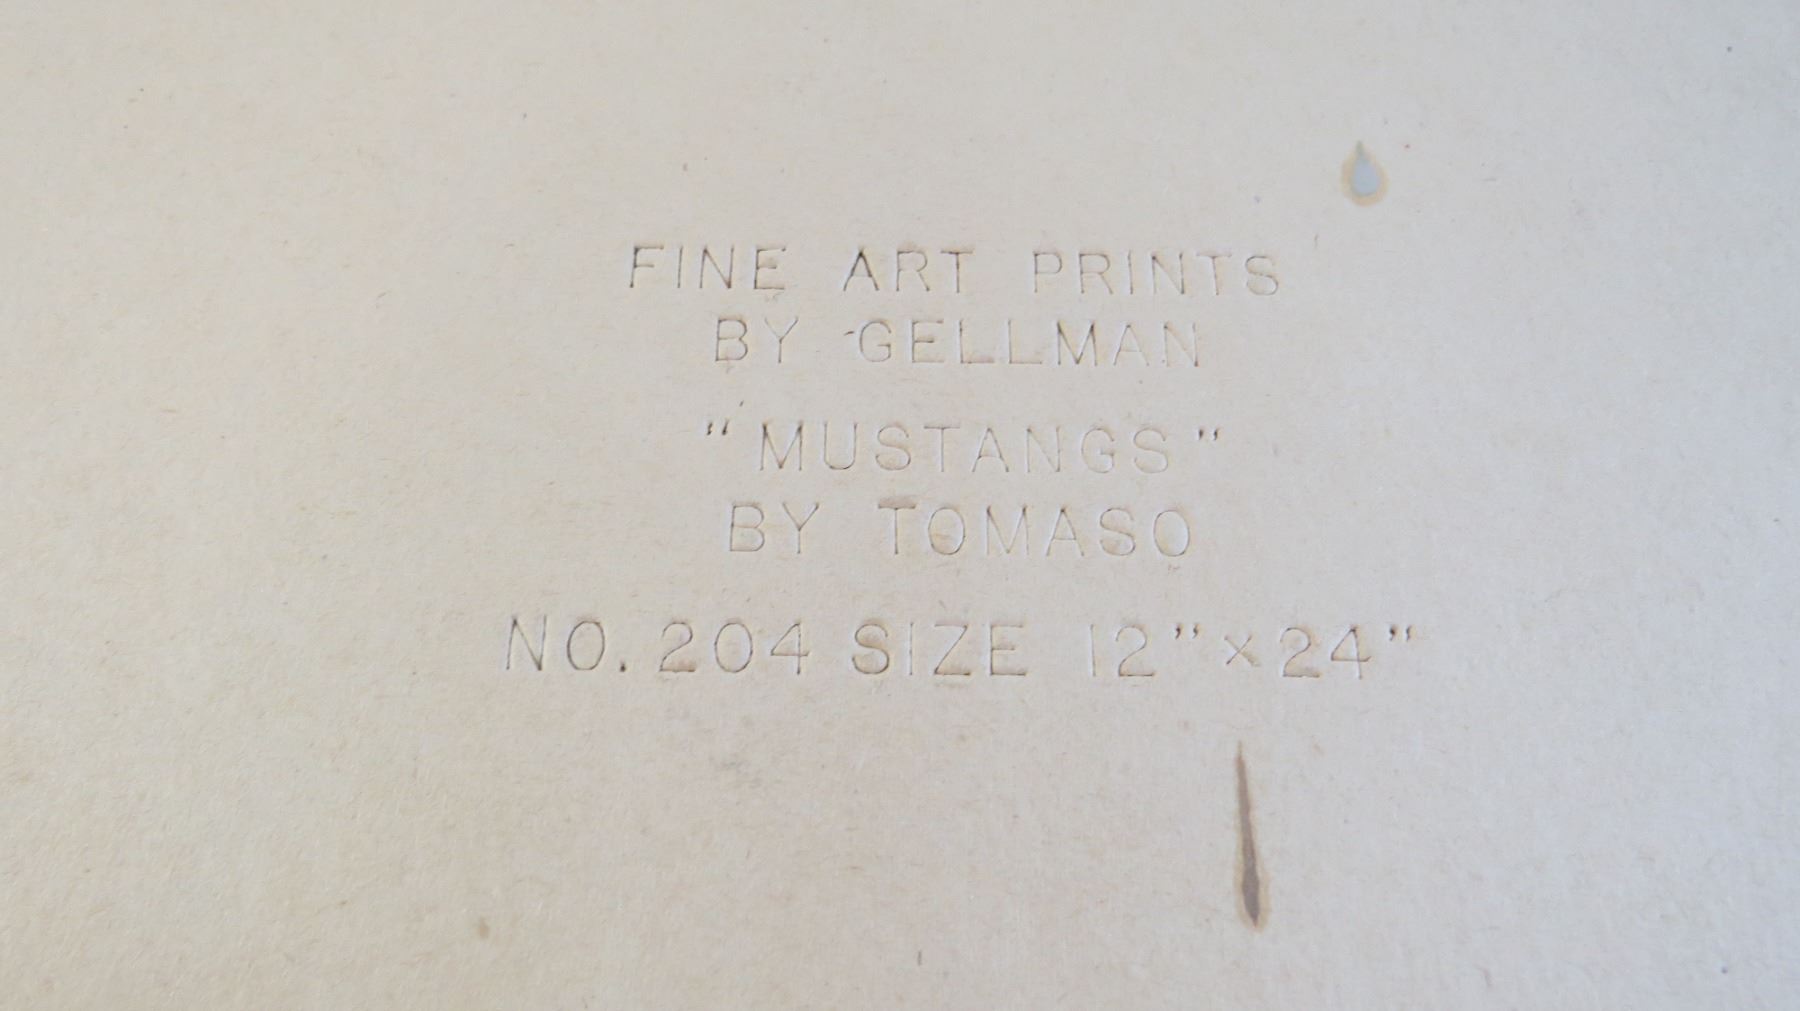 FINE ART PRINTS
BY GELLMAN
"MUSTANGS"
BY TOMASO
NO. 204 SIZE 12" x 24"